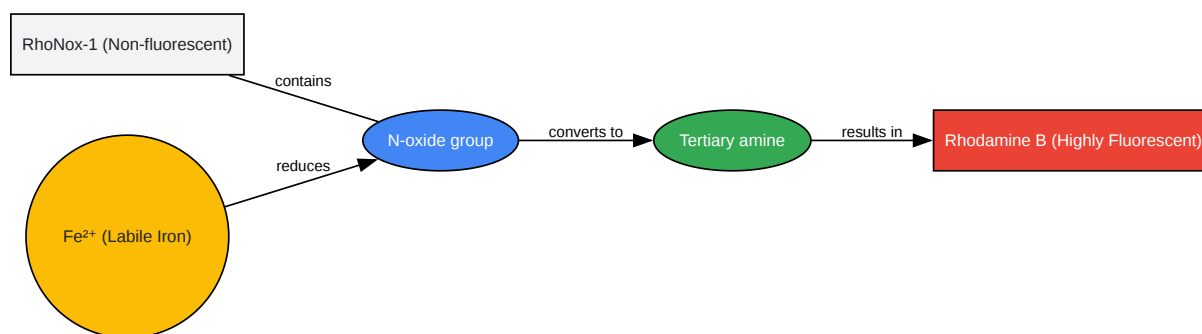 RhoNox-1 (Non-fluorescent)
contains
Fe²⁺ (Labile Iron)
reduces
N-oxide group
converts to
Tertiary amine
results in
Rhodamine B (Highly Fluorescent)